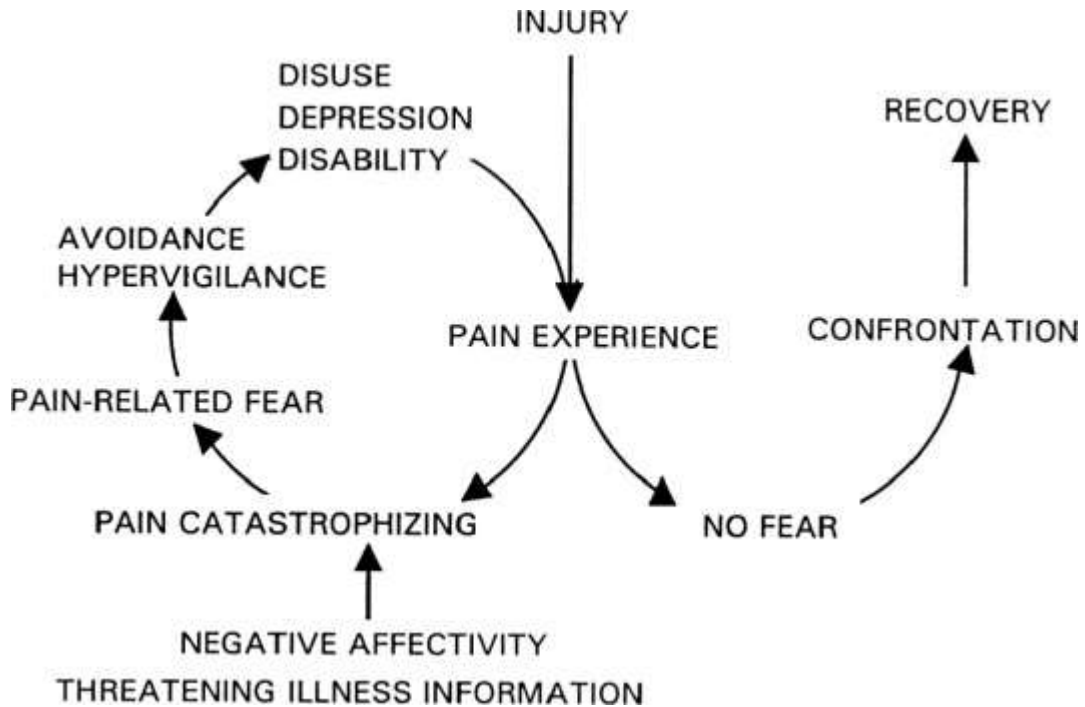 INJURY
DISUSE
DEPRESSION
DISABILITY
RECOVERY
AVOIDANCE
HYPERVIGILANCE
PAIN EXPERIENCE
CONFRONTATION
PAIN-RELATED FEAR
PAIN CATASTROPHIZING
NO FEAR
NEGATIVE AFFECTIVITY
THREATENING ILLNESS INFORMATION